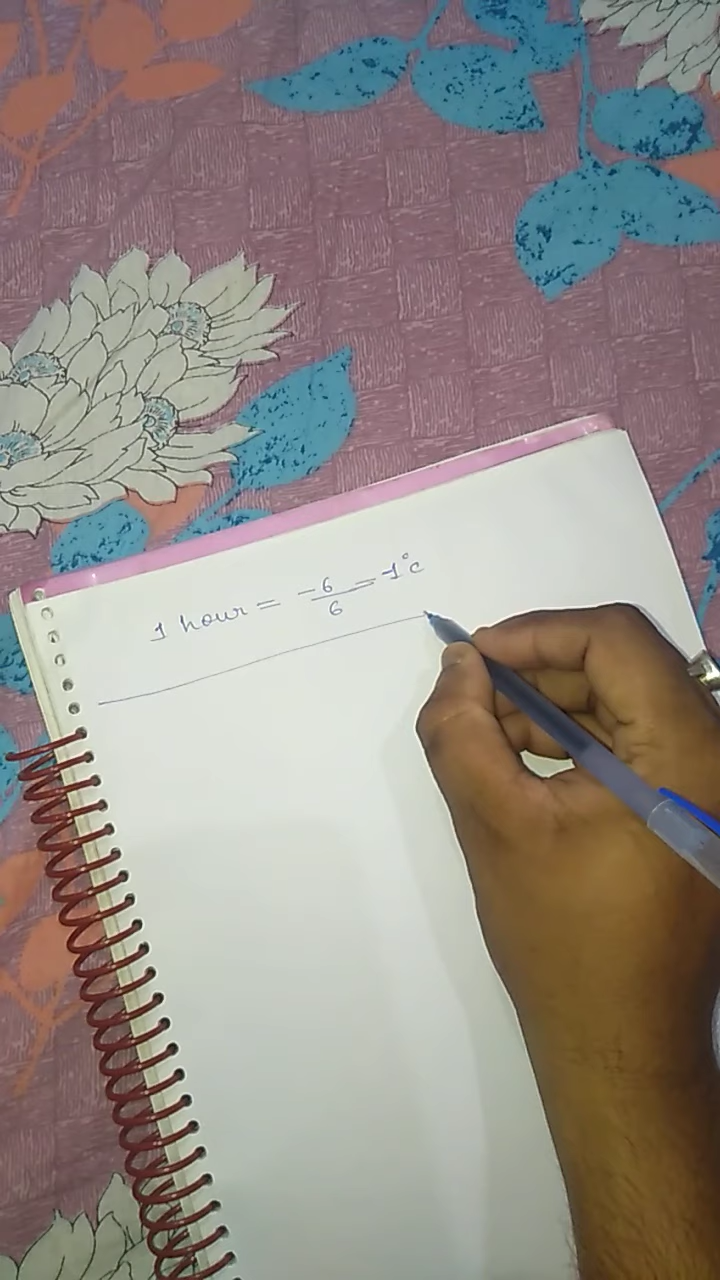 1 hour = -6/6 = -1°c